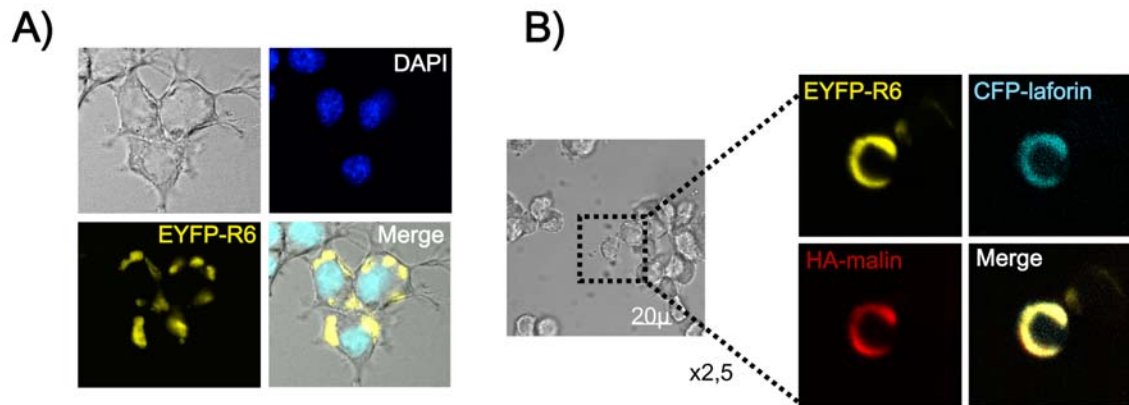 A)
DAPI
EYFP-R6
Merge
B)
EYFP-R6
CFP-laforin
20µ
x2,5
HA-malin
Merge